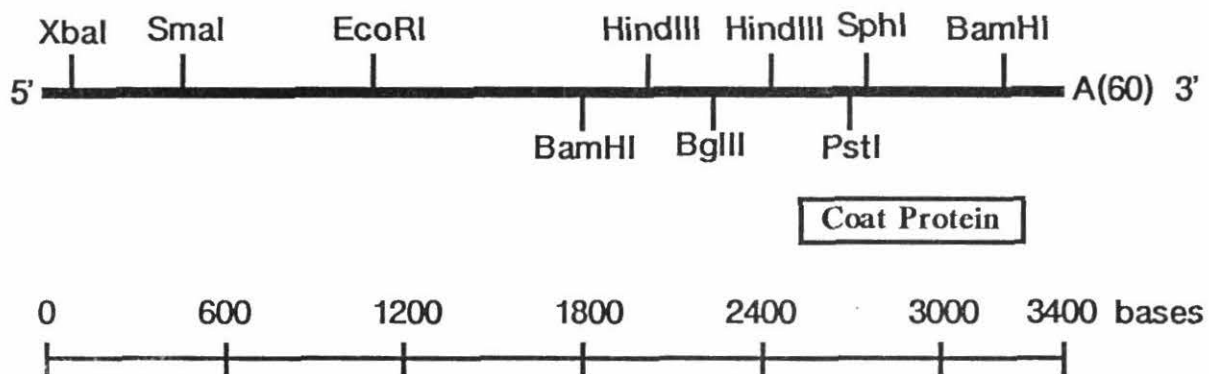 XbaI SmaI EcoRI HindIII HindIII SphI BamHI
5' A(60) 3'
BamHI BglII PstI
Coat Protein
0 600 1200 1800 2400 3000 3400 bases